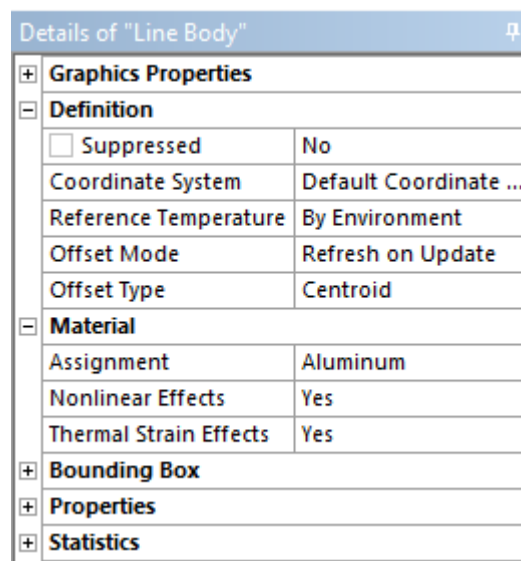 Details of "Line Body"
Graphics Properties
Definition
Suppressed No
Coordinate System Default Coordinate ...
Reference Temperature By Environment
Offset Mode Refresh on Update
Offset Type Centroid
Material
Assignment Aluminum
Nonlinear Effects Yes
Thermal Strain Effects Yes
Bounding Box
Properties
Statistics